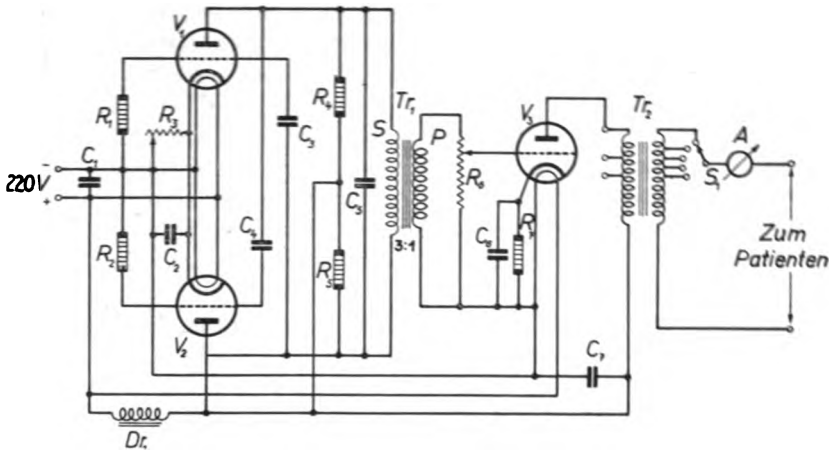 V₁
R₁
R₃
C₁
-
220V
+
R₂
C₂
V₂
C₃
C₄
R₄
R₅
C₅
Tr₁
S
P
3:1
R₆
V₃
C₆
R₇
Tr₂
S₁
A
Zum
Patienten
C₇
Dr.